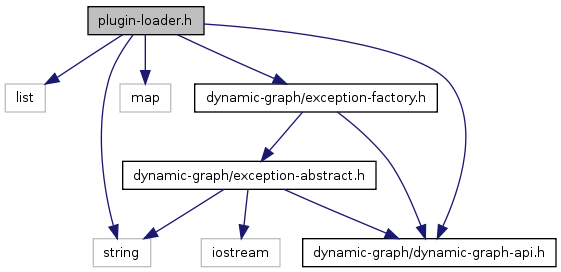 plugin-loader.h
list
map
dynamic-graph/exception-factory.h
dynamic-graph/exception-abstract.h
string
iostream
dynamic-graph/dynamic-graph-api.h